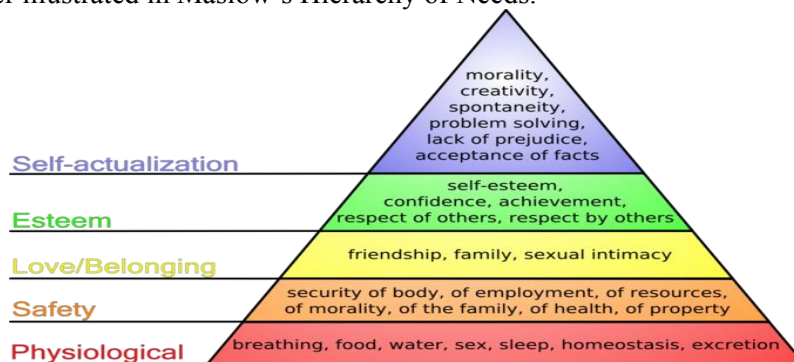 er illustrated in Maslow's Hierarchy of Needs.
morality,
creativity,
spontaneity,
problem solving,
lack of prejudice,
acceptance of facts
Self-actualization
self-esteem,
confidence, achievement,
respect of others, respect by others
Esteem
friendship, family, sexual intimacy
Love/Belonging
security of body, of employment, of resources,
of morality, of the family, of health, of property
Safety
breathing, food, water, sex, sleep, homeostasis, excretion
Physiological